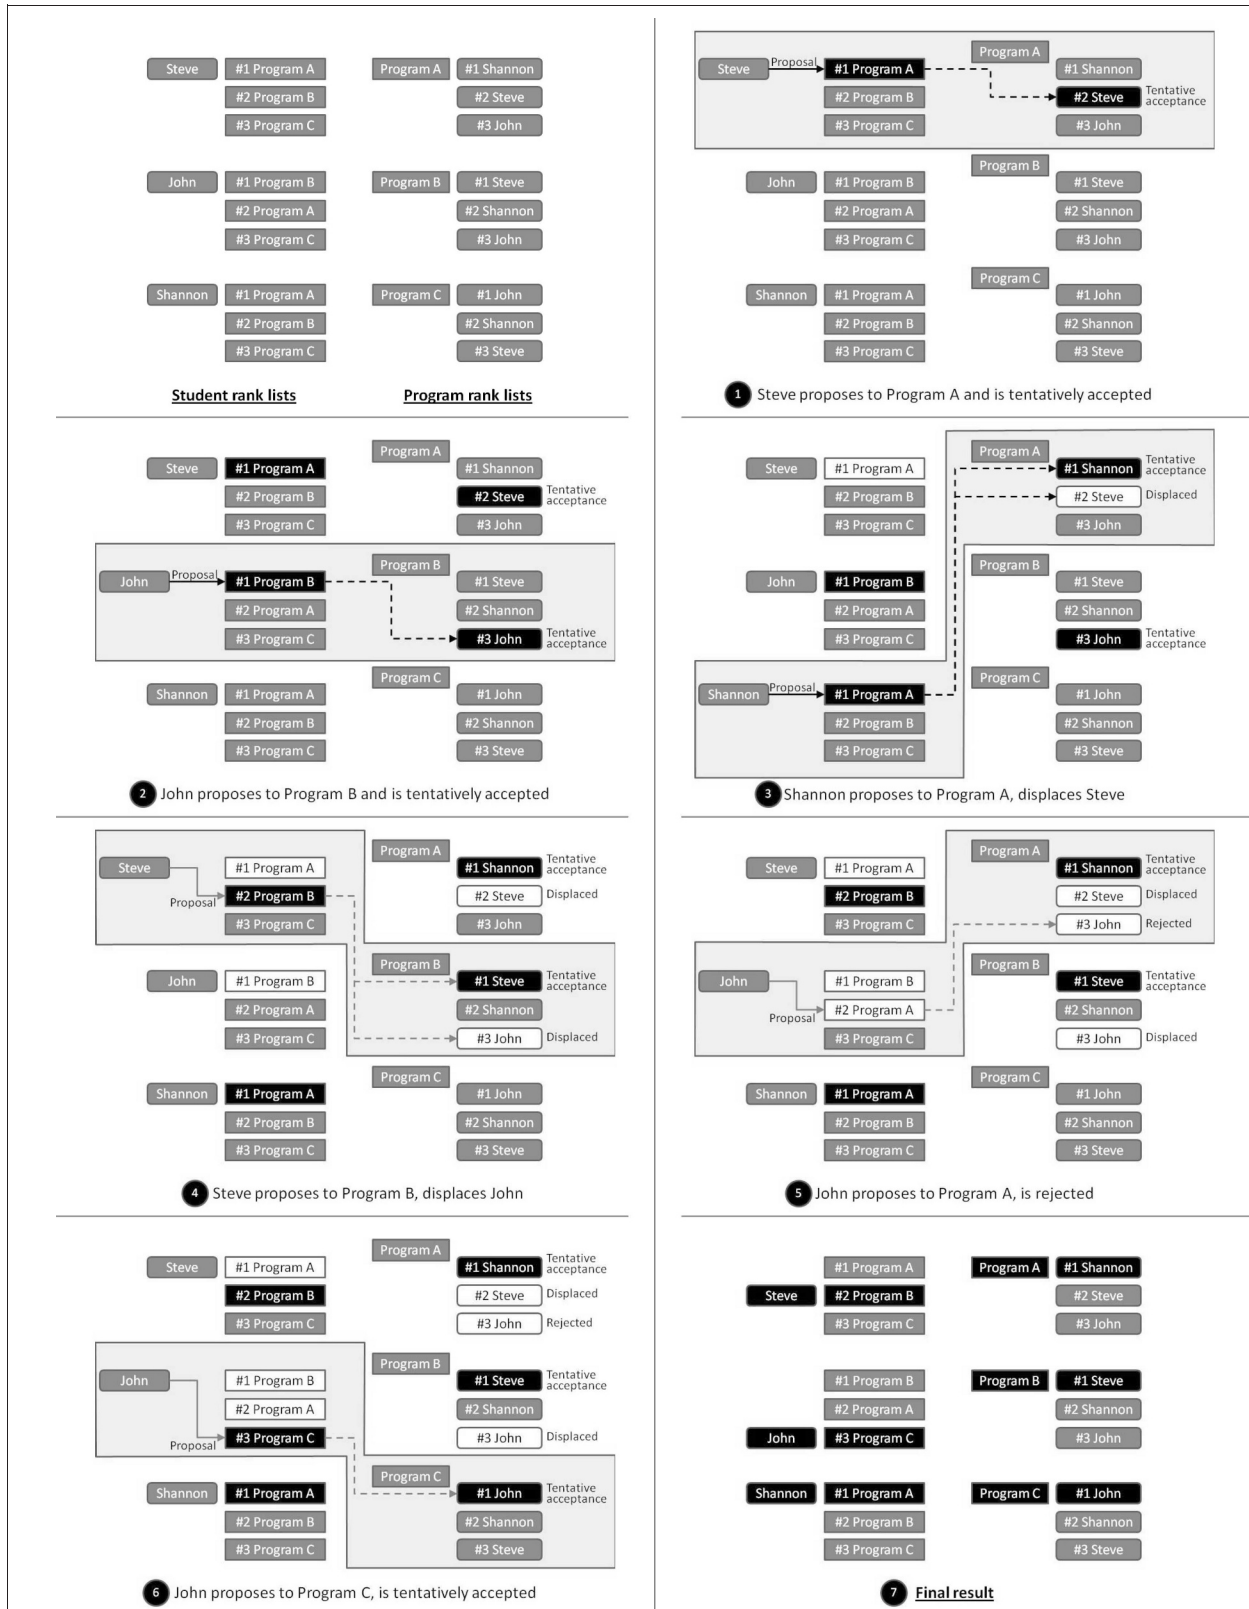 Steve #1 Program A Program A #1 Shannon
#2 Program B #2 Steve
#3 Program C #3 John
John #1 Program B Program B #1 Steve
#2 Program A #2 Shannon
#3 Program C #3 John
Shannon #1 Program A Program C #1 John
#2 Program B #2 Shannon
#3 Program C #3 Steve
Student rank lists Program rank lists
Program A
Steve Proposal #1 Program A #1 Shannon
#2 Program B #2 Steve Tentative
acceptance
#3 Program C #3 John
Program B
John #1 Program B #1 Steve
#2 Program A #2 Shannon
#3 Program C #3 John
Program C
Shannon #1 Program A #1 John
#2 Program B #2 Shannon
#3 Program C #3 Steve
1 Steve proposes to Program A and is tentatively accepted
Program A
Steve #1 Program A #1 Shannon
#2 Program B #2 Steve Tentative
acceptance
#3 Program C #3 John
Program B
John Proposal #1 Program B #1 Steve
#2 Program A #2 Shannon
#3 Program C #3 John Tentative
acceptance
Program C
Shannon #1 Program A #1 John
#2 Program B #2 Shannon
#3 Program C #3 Steve
2 John proposes to Program B and is tentatively accepted
Program A
Steve #1 Program A #1 Shannon Tentative
acceptance
#2 Program B #2 Steve Displaced
#3 Program C #3 John
Program B
John #1 Program B #1 Steve
#2 Program A #2 Shannon
#3 Program C #3 John Tentative
acceptance
Program C
Shannon Proposal #1 Program A #1 John
#2 Program B #2 Shannon
#3 Program C #3 Steve
3 Shannon proposes to Program A, displaces Steve
Program A
Steve #1 Program A #1 Shannon Tentative
acceptance
Proposal #2 Program B #2 Steve Displaced
#3 Program C #3 John
Program B
John #1 Program B #1 Steve Tentative
acceptance
#2 Program A #2 Shannon
#3 Program C #3 John Displaced
Program C
Shannon #1 Program A #1 John
#2 Program B #2 Shannon
#3 Program C #3 Steve
4 Steve proposes to Program B, displaces John
Program A
Steve #1 Program A #1 Shannon Tentative
acceptance
#2 Program B #2 Steve Displaced
#3 Program C #3 John Rejected
Program B
John #1 Program B #1 Steve Tentative
acceptance
Proposal #2 Program A #2 Shannon
#3 Program C #3 John Displaced
Program C
Shannon #1 Program A #1 John
#2 Program B #2 Shannon
#3 Program C #3 Steve
5 John proposes to Program A, is rejected
Program A
Steve #1 Program A #1 Shannon Tentative
acceptance
#2 Program B #2 Steve Displaced
#3 Program C #3 John Rejected
Program B
John #1 Program B #1 Steve Tentative
acceptance
#2 Program A #2 Shannon
Proposal #3 Program C #3 John Displaced
Program C
Shannon #1 Program A #1 John Tentative
acceptance
#2 Program B #2 Shannon
#3 Program C #3 Steve
6 John proposes to Program C, is tentatively accepted
#1 Program A Program A #1 Shannon
Steve #2 Program B #2 Steve
#3 Program C #3 John
#1 Program B Program B #1 Steve
#2 Program A #2 Shannon
John #3 Program C #3 John
Shannon #1 Program A Program C #1 John
#2 Program B #2 Shannon
#3 Program C #3 Steve
7 Final result